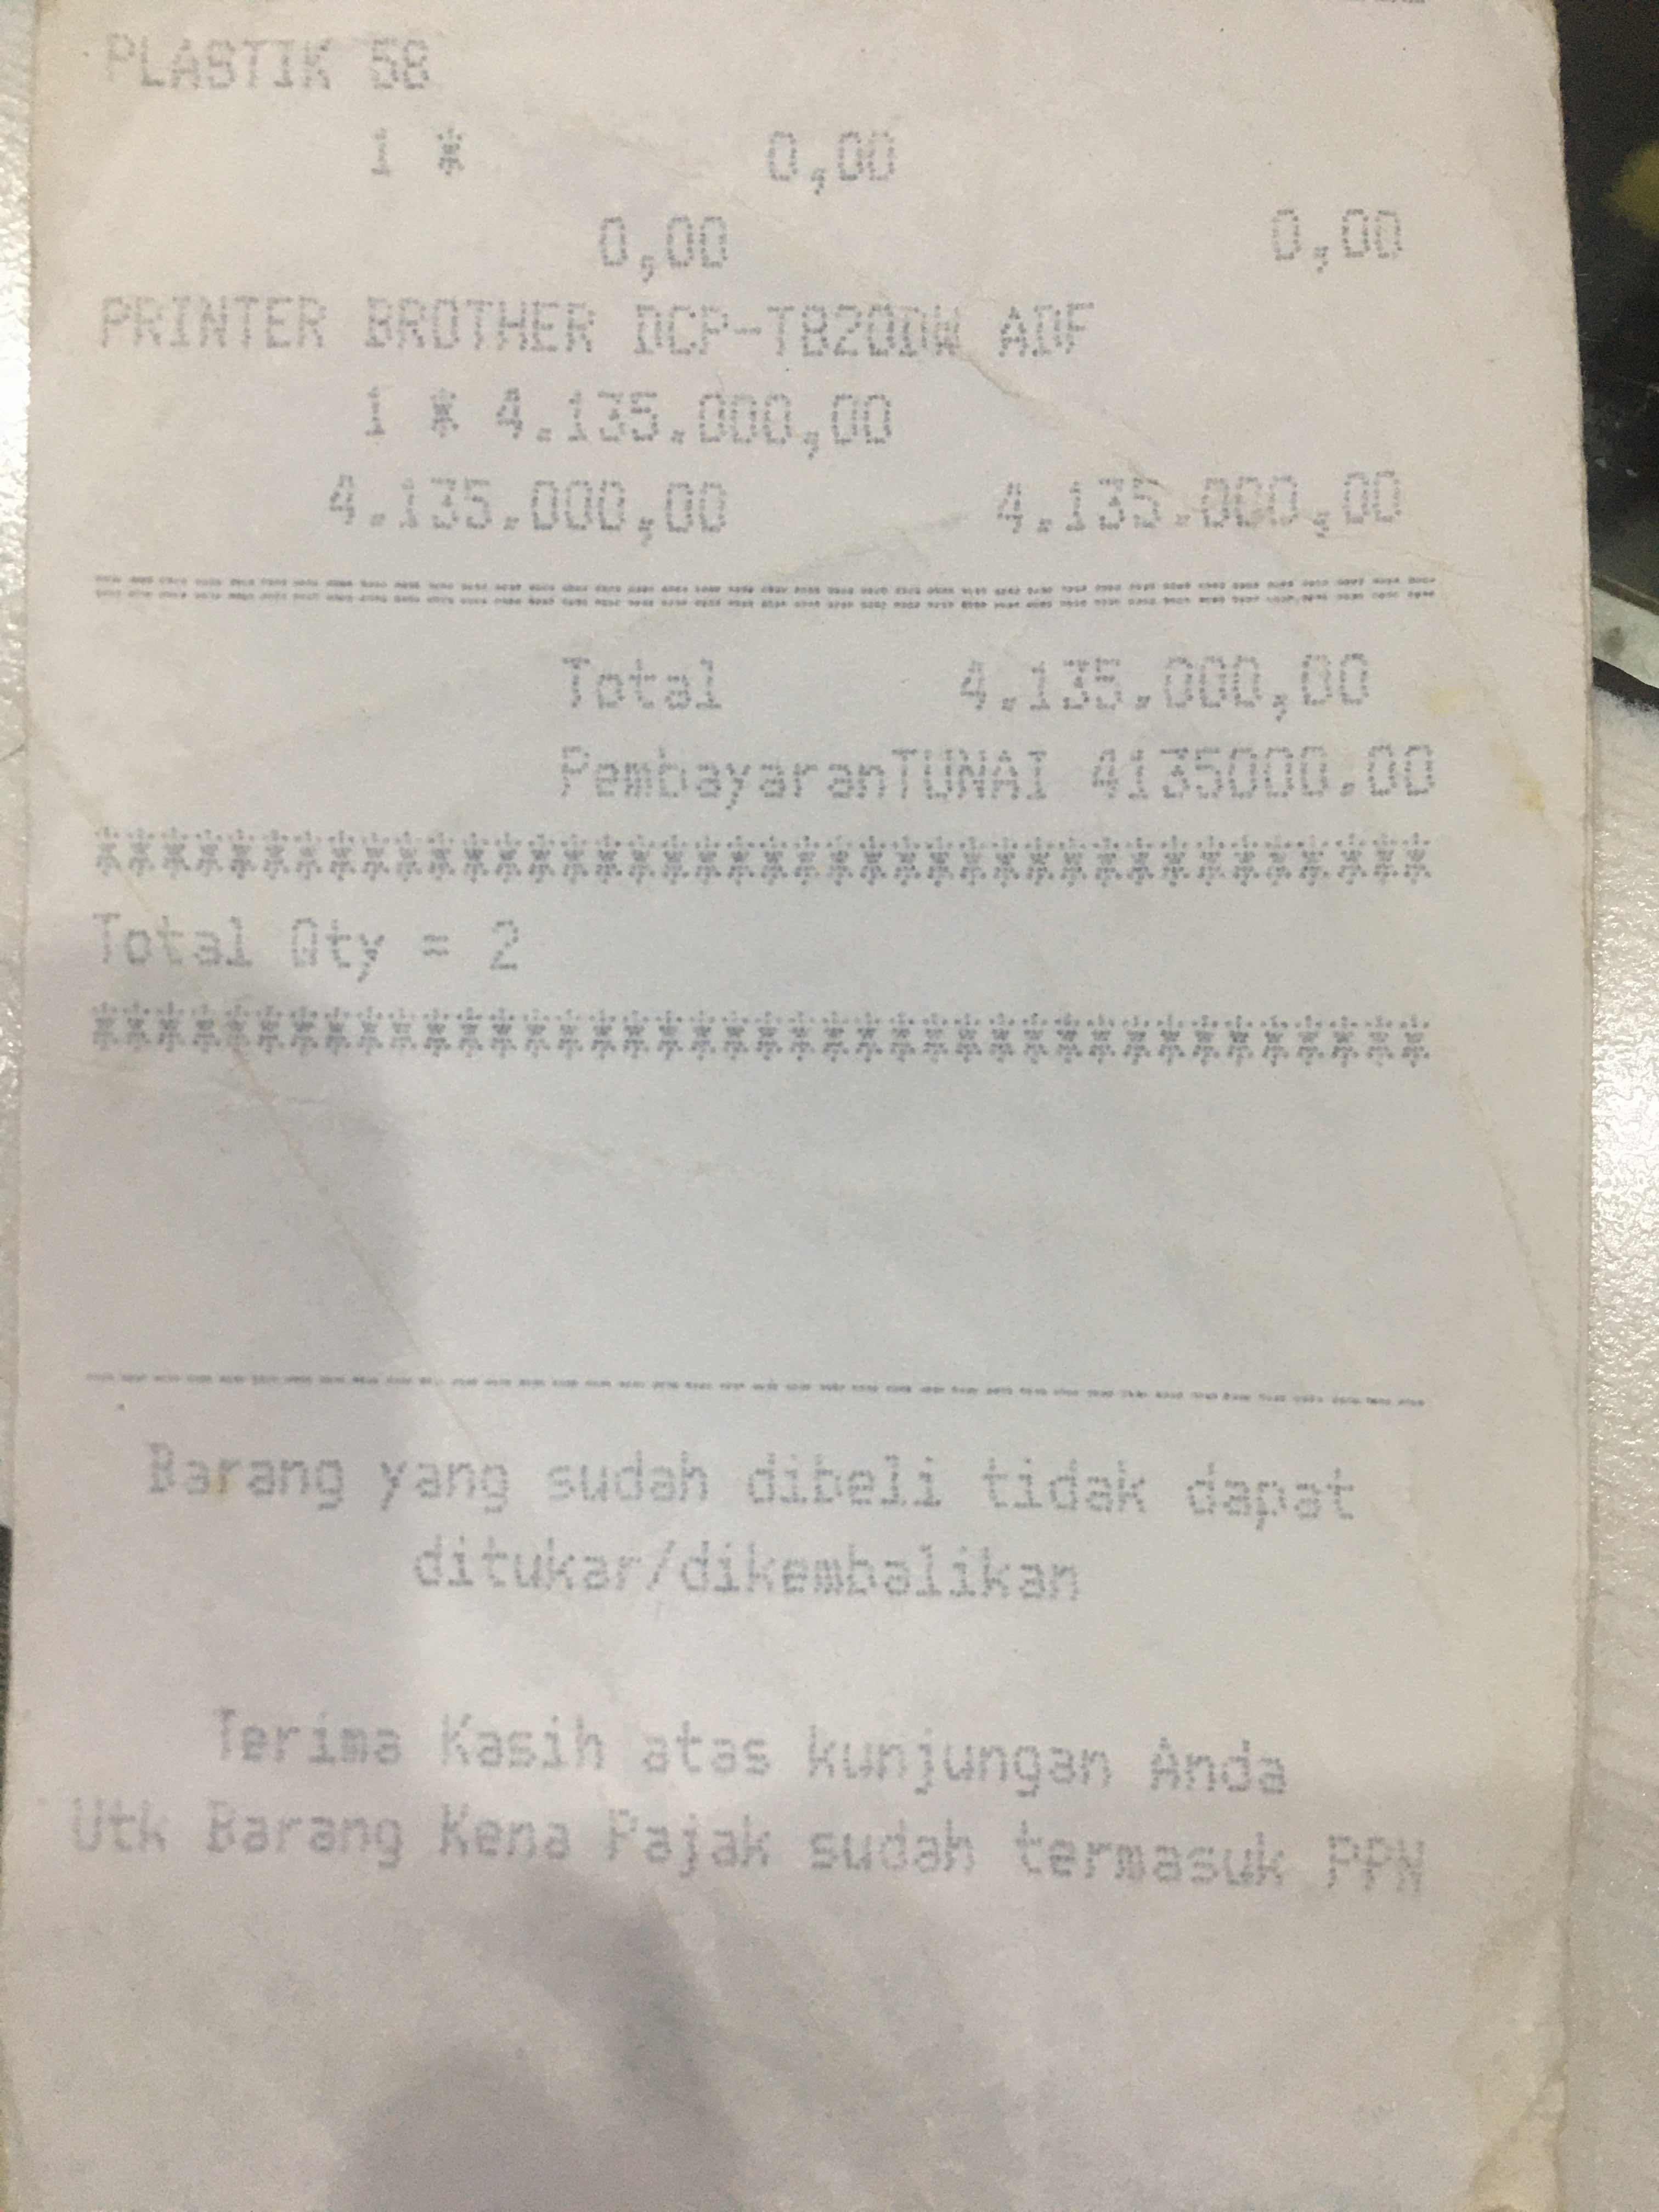 PLASTIK 58
1 * 0,00
0,00 0,00
PRINTER BROTHER DCP-T820DW ADF
1 * 4.135.000,00
4.135.000,00 4.135.000,00
========================================
Total 4.135.000,00
PembayaranTUNAI 4135000.00
****************************************
Total Qty = 2
****************************************
----------------------------------------
Barang yang sudah dibeli tidak dapat
ditukar/dikembalikan
Terima Kasih atas kunjungan Anda
Utk Barang Kena Pajak sudah termasuk PPN